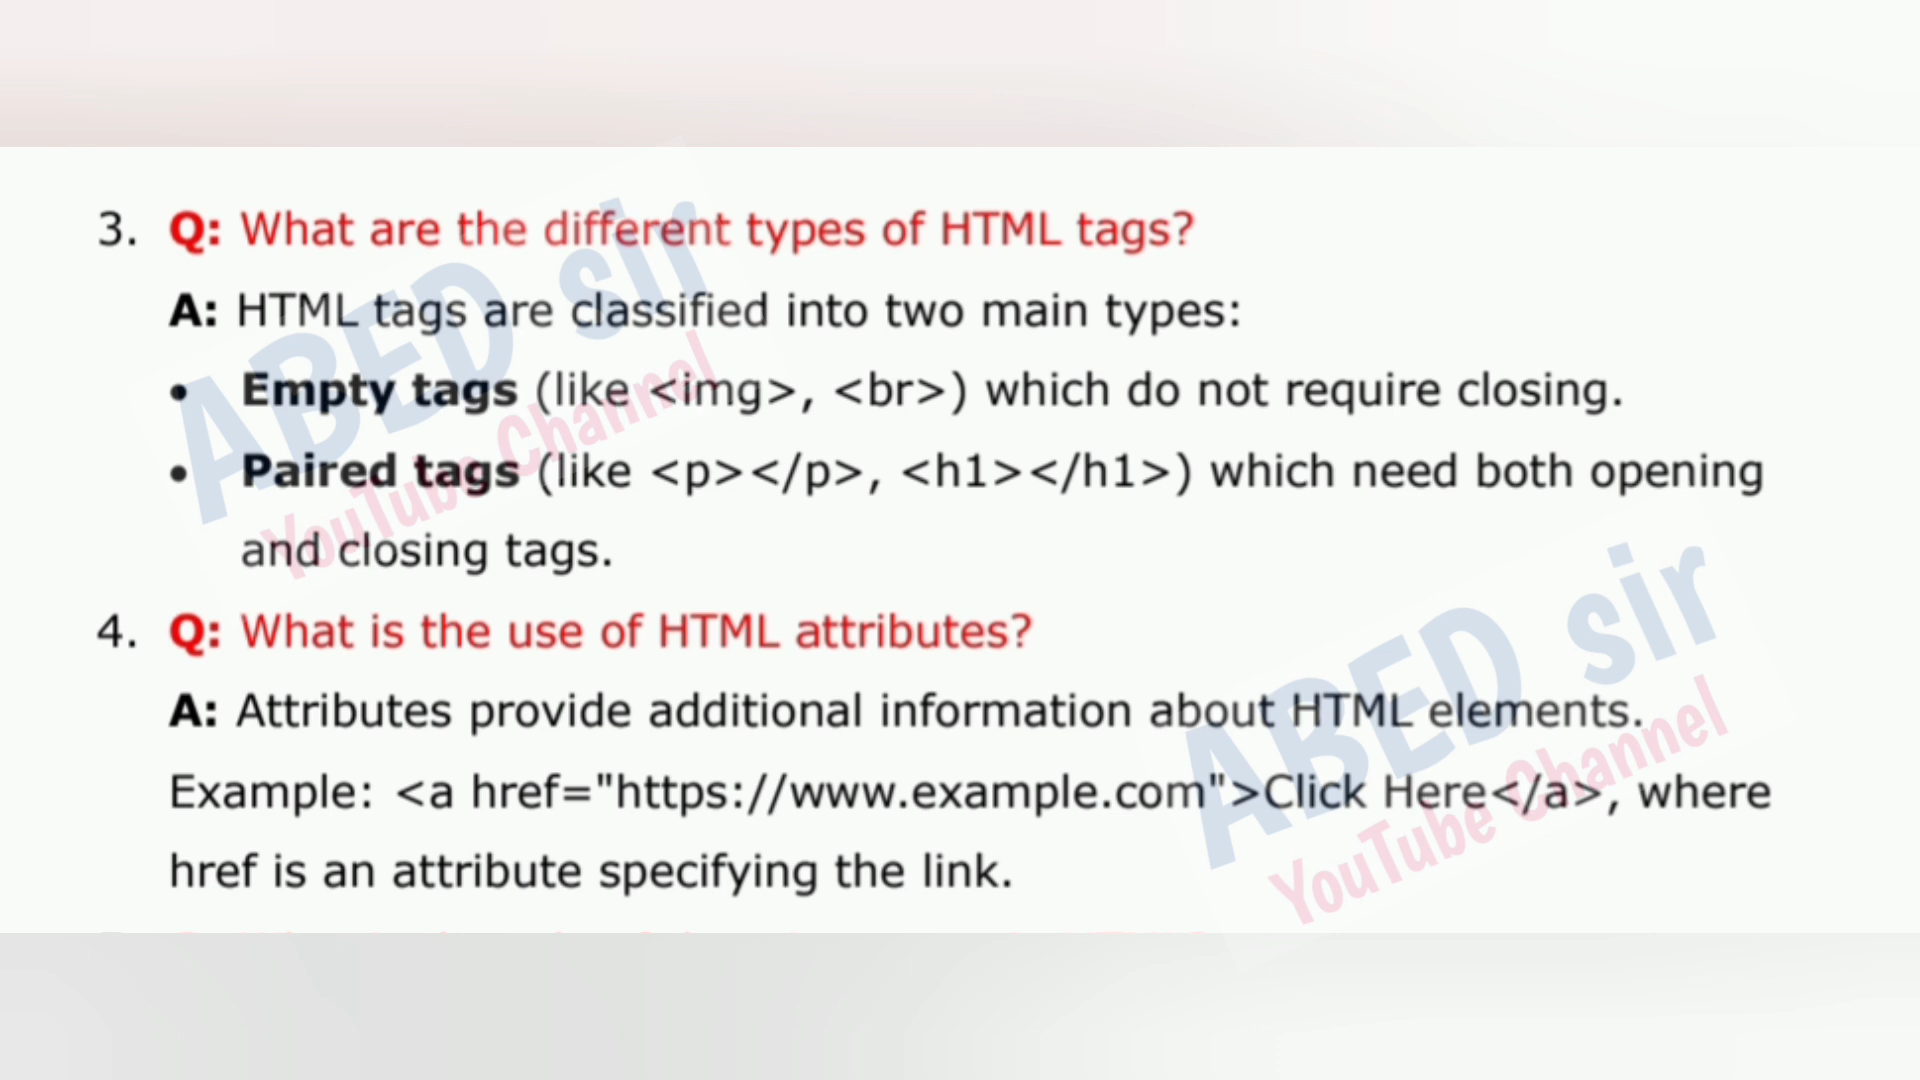 3. Q: What are the different types of HTML tags?
A: HTML tags are classified into two main types:
• Empty tags (like <img>, <br>) which do not require closing.
• Paired tags (like <p></p>, <h1></h1>) which need both opening
and closing tags.
4. Q: What is the use of HTML attributes?
A: Attributes provide additional information about HTML elements.
Example: <a href="https://www.example.com">Click Here</a>, where
href is an attribute specifying the link.
ABED sir
YouTube Channel
ABED sir
YouTube Channel